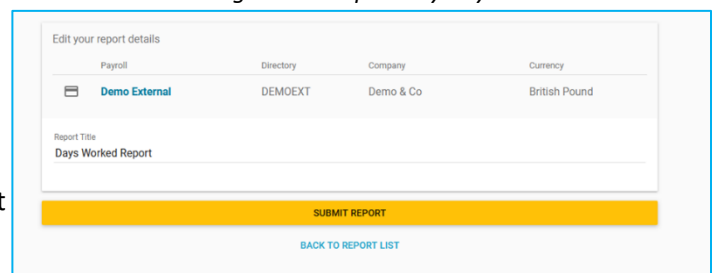 Edit your report details
Payroll Directory Company Currency
Demo External DEMOEXT Demo & Co British Pound
Report Title
Days Worked Report
t
SUBMIT REPORT
BACK TO REPORT LIST